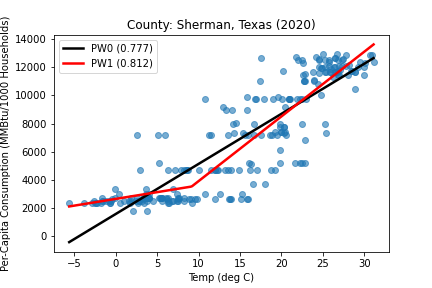 County: Sherman, Texas (2020)
PW0 (0.777)
PW1 (0.812)
Per-Capita Consumption (MMBtu/1000 Households)
14000
12000
10000
8000
6000
4000
2000
0
−5 0 5 10 15 20 25 30
Temp (deg C)